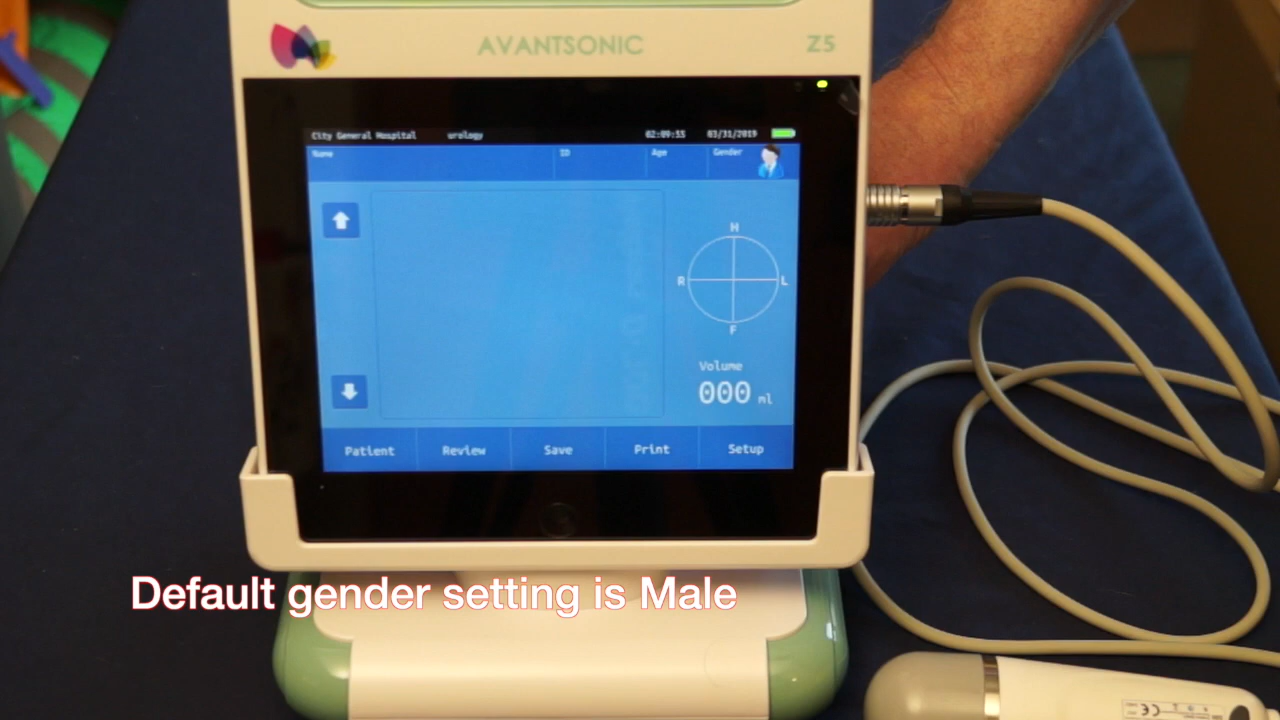 AVANTSONIC Z5
City General Hospital urology 02:09:55 03/31/2019
Name ID Age Gender
H
R L
F
Volume
000 ml
Patient Review Save Print Setup
Default gender setting is Male
CE